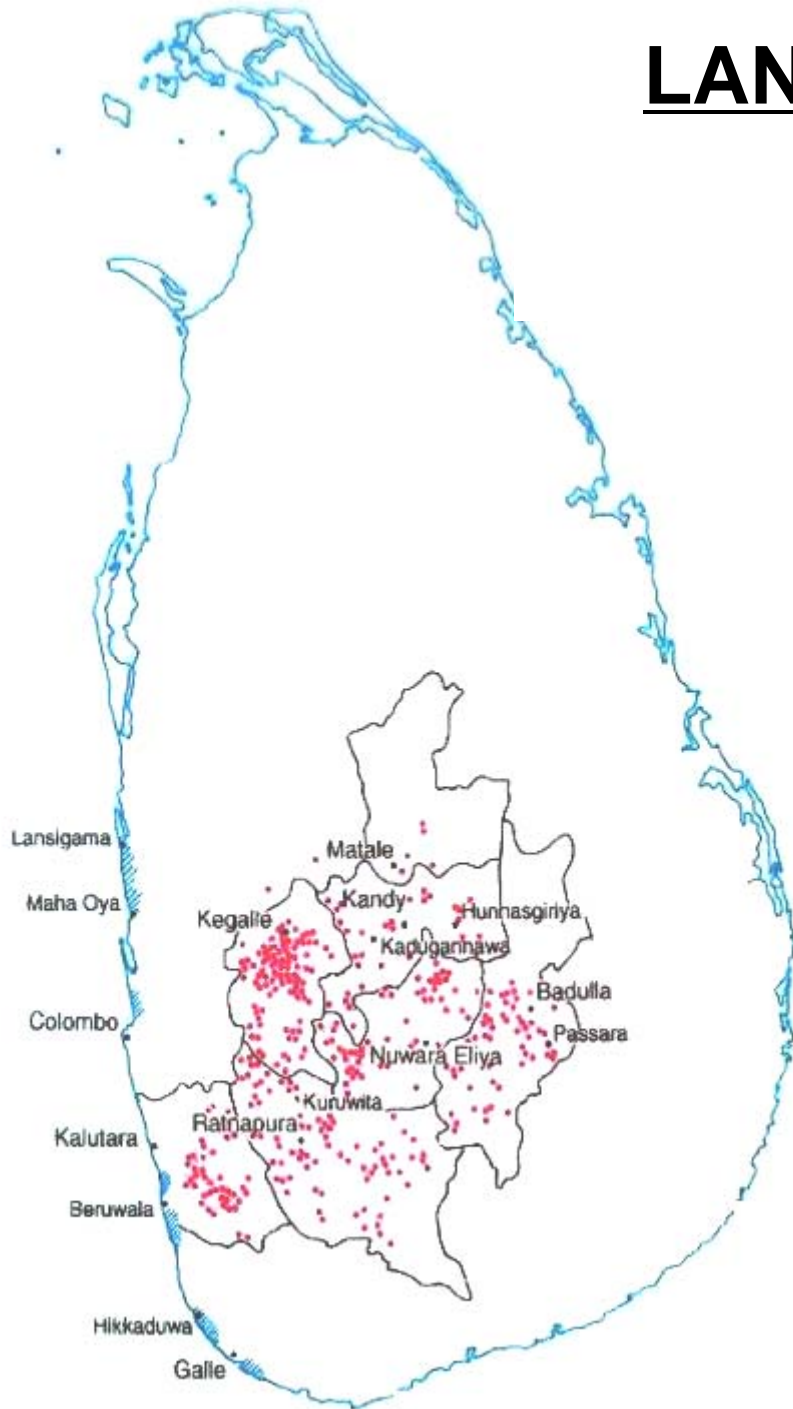 LAN
Lansigama
Matale
Maha Oya
Kandy
Hunnasgiriya
Kegalle
Kadugannawa
Badulla
Colombo
Passara
Nuwara Eliya
Kuruwita
Ratnapura
Kalutara
Beruwala
Hikkaduwa
Galle